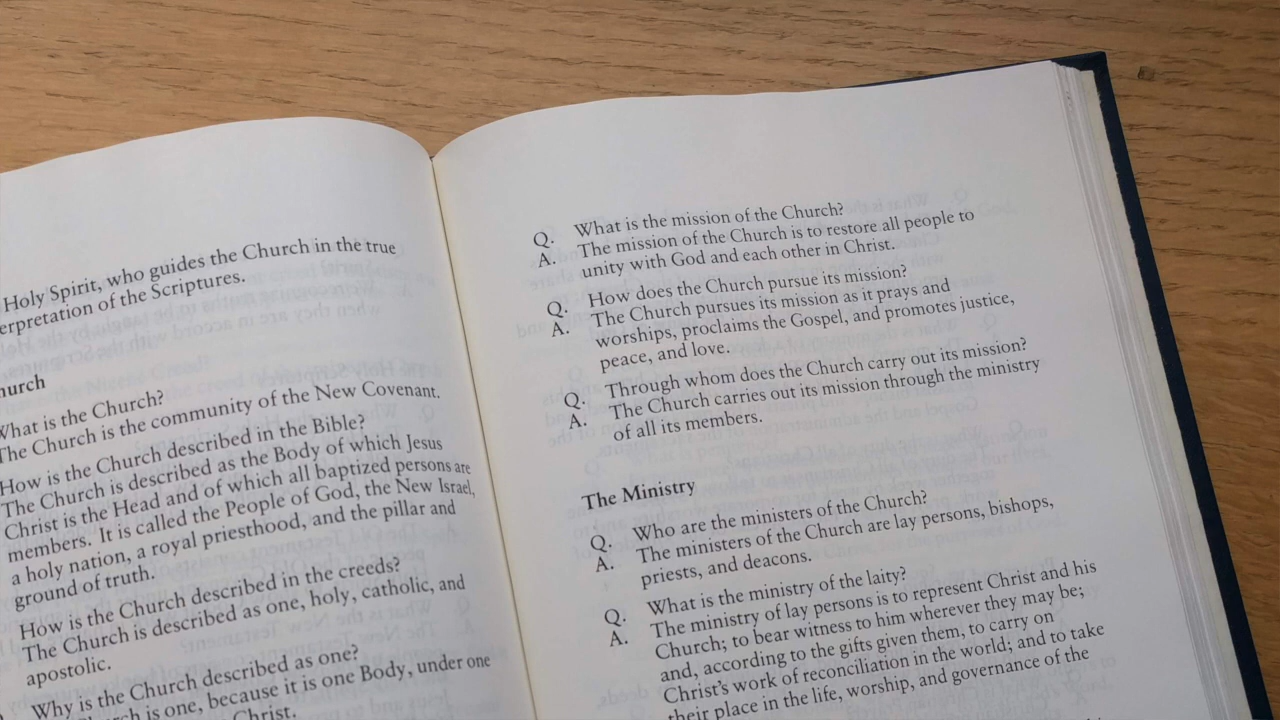 Holy Spirit, who guides the Church in the true
erpretation of the Scriptures.
hurch
What is the Church?
The Church is the community of the New Covenant.
How is the Church described in the Bible?
The Church is described as the Body of which Jesus
Christ is the Head and of which all baptized persons are
members. It is called the People of God, the New Israel,
a holy nation, a royal priesthood, and the pillar and
ground of truth.
How is the Church described in the creeds?
The Church is described as one, holy, catholic, and
apostolic.
Why is the Church described as one?
ch is one, because it is one Body, under one
Christ.
Q. What is the mission of the Church?
A. The mission of the Church is to restore all people to
unity with God and each other in Christ.
Q. How does the Church pursue its mission?
A. The Church pursues its mission as it prays and
worships, proclaims the Gospel, and promotes justice,
peace, and love.
Q. Through whom does the Church carry out its mission?
A. The Church carries out its mission through the ministry
of all its members.
The Ministry
Q. Who are the ministers of the Church?
A. The ministers of the Church are lay persons, bishops,
priests, and deacons.
Q. What is the ministry of the laity?
A. The ministry of lay persons is to represent Christ and his
Church; to bear witness to him wherever they may be;
and, according to the gifts given them, to carry on
Christ's work of reconciliation in the world; and to take
their place in the life, worship, and governance of the